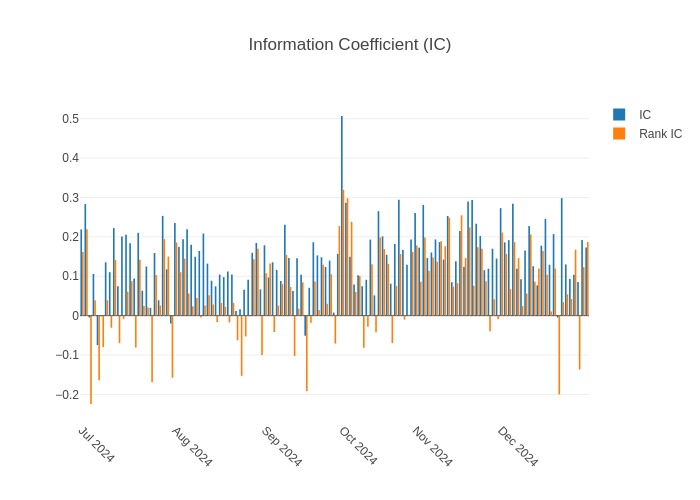 Information Coefficient (IC)
IC
Rank IC
0.5
0.4
0.3
0.2
0.1
0
−0.1
−0.2
Jul 2024
Aug 2024
Sep 2024
Oct 2024
Nov 2024
Dec 2024